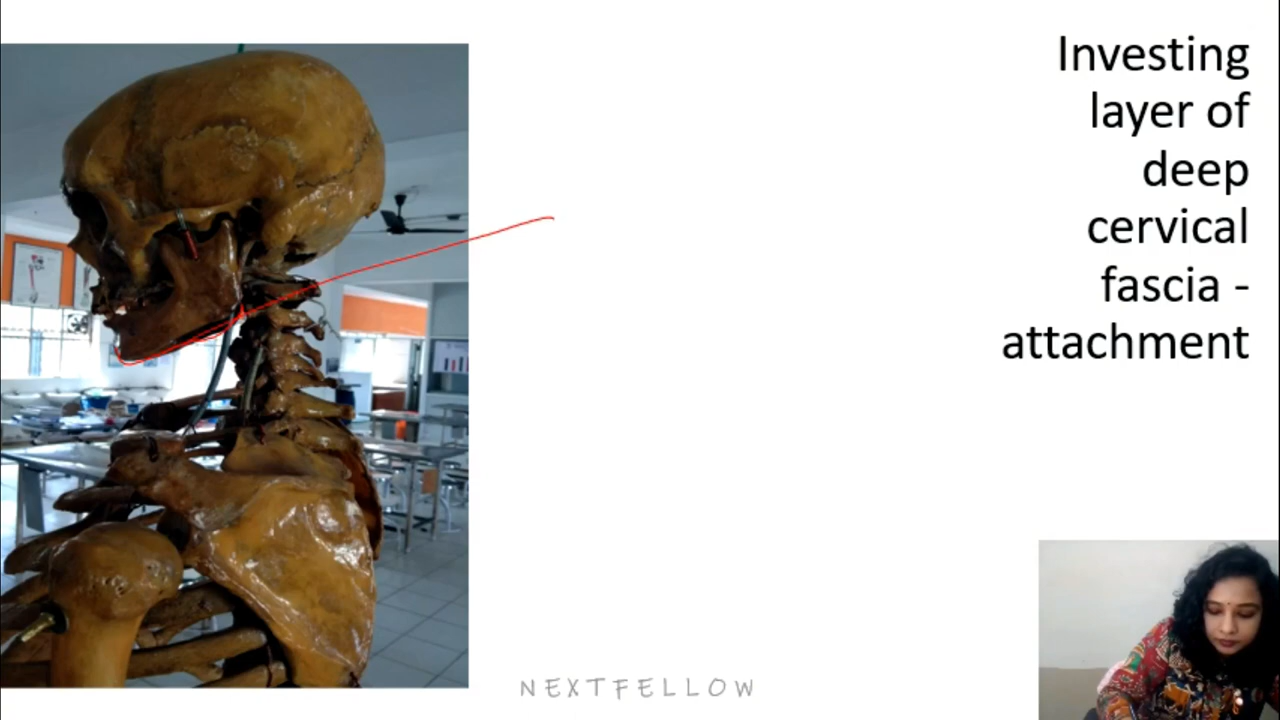 Investing
layer of
deep
cervical
fascia -
attachment
NEXTFELLOW